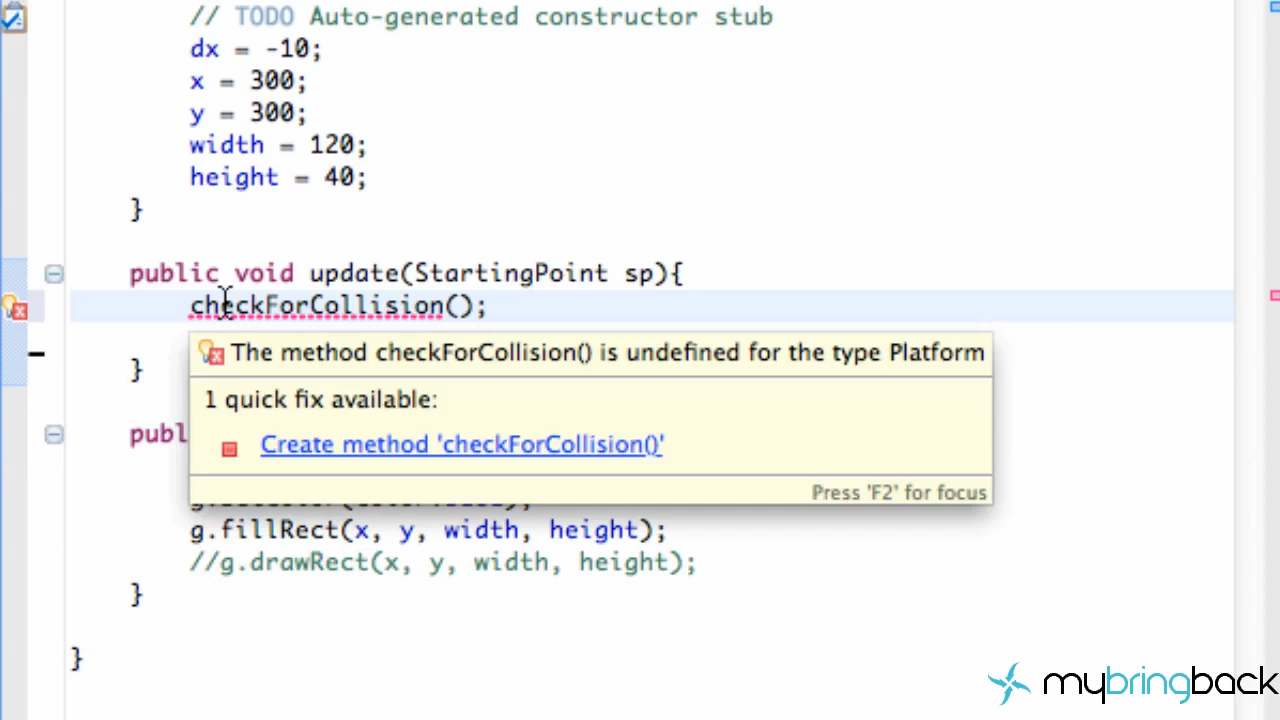 // TODO Auto-generated constructor stub
dx = -10;
x = 300;
y = 300;
width = 120;
height = 40;
}
public void update(StartingPoint sp){
checkForCollision();
The method checkForCollision() is undefined for the type Platform
}
1 quick fix available:
publ
Create method 'checkForCollision()'
Press 'F2' for focus
g.fillRect(x, y, width, height);
//g.drawRect(x, y, width, height);
}
}
mybringback